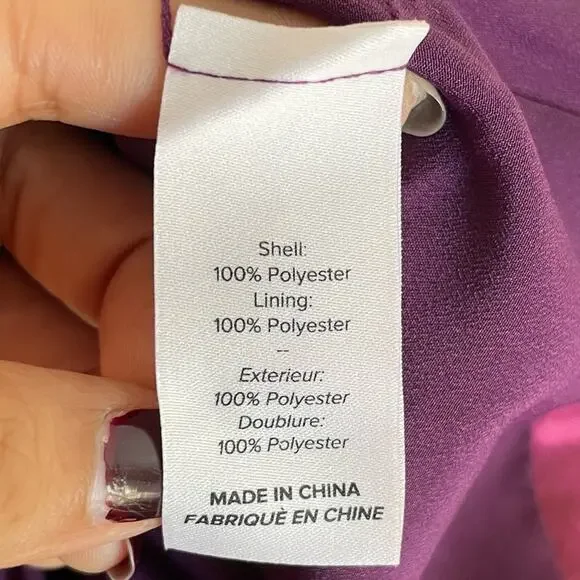 Shell:
100% Polyester
Lining:
100% Polyester
--
Exterieur:
100% Polyester
Doublure:
100% Polyester
MADE IN CHINA
FABRIQUÈ EN CHINE